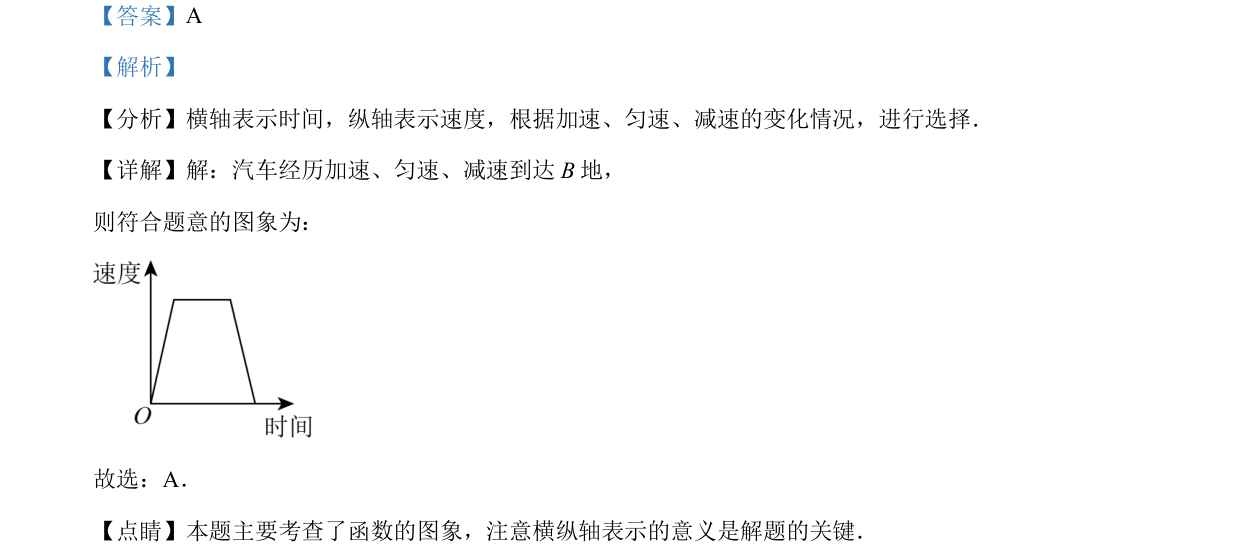 【答案】A
【解析】
【分析】横轴表示时间，纵轴表示速度，根据加速、匀速、减速的变化情况，进行选择．
【详解】解：汽车经历加速、匀速、减速到达 B 地，
则符合题意的图象为：
速度
O
时间
故选：A．
【点睛】本题主要考查了函数的图象，注意横纵轴表示的意义是解题的关键．